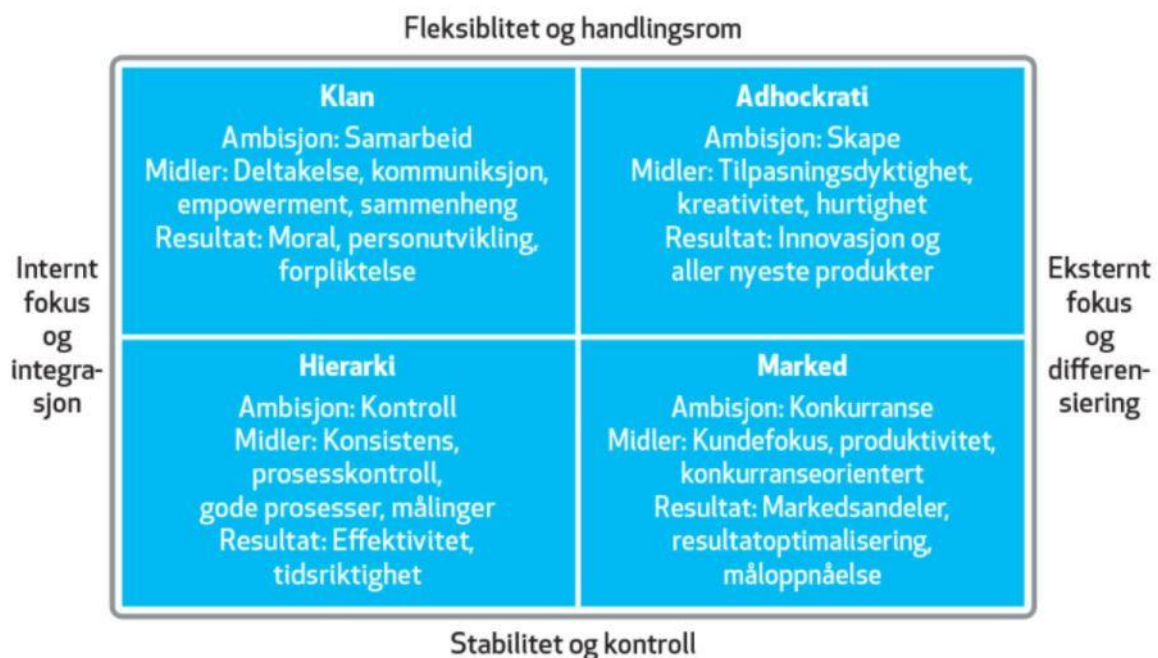 Fleksiblitet og handlingsrom
Klan
Ambisjon: Samarbeid
Midler: Deltakelse, kommuniksjon,
empowerment, sammenheng
Resultat: Moral, personutvikling,
forpliktelse
Adhockrati
Ambisjon: Skape
Midler: Tilpasningsdyktighet,
kreativitet, hurtighet
Resultat: Innovasjon og
aller nyeste produkter
Internt
fokus
og
integra-
sjon
Eksternt
fokus
og
differen-
siering
Hierarki
Ambisjon: Kontroll
Midler: Konsistens,
prosesskontroll,
gode prosesser, målinger
Resultat: Effektivitet,
tidsriktighet
Marked
Ambisjon: Konkurranse
Midler: Kundefokus, produktivitet,
konkurranseorientert
Resultat: Markedsandeler,
resultatoptimalisering,
måloppnåelse
Stabilitet og kontroll